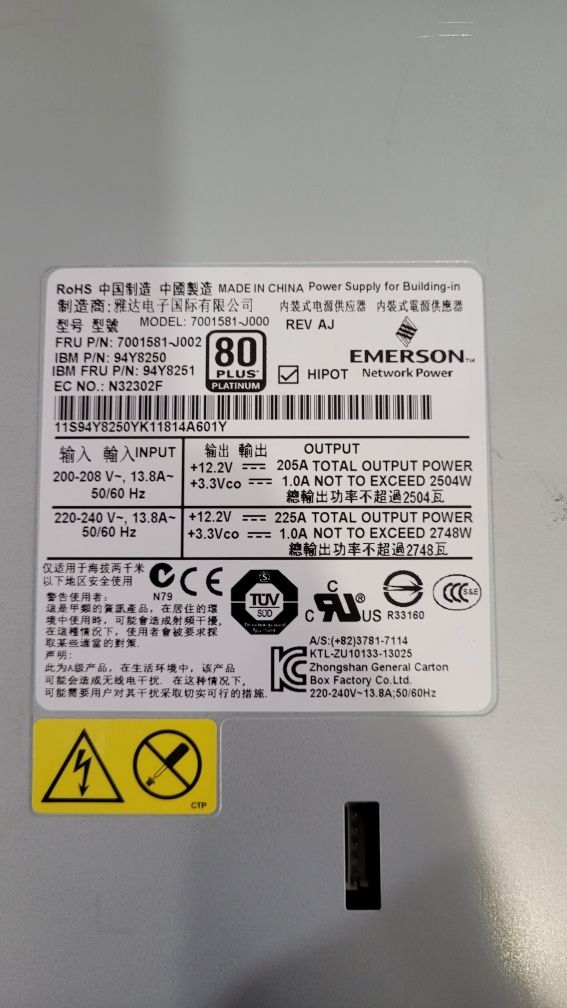 RoHS 中国制造 中國製造 MADE IN CHINA Power Supply for Building-in
制造商:雅达电子国际有限公司 内装式电源供应器 内裝式電源供應器
型号 型號 MODEL: 7001581-J000 REV AJ
FRU P/N: 7001581-J002
IBM P/N: 94Y8250
IBM FRU P/N: 94Y8251
EC NO.: N32302F
80
PLUS
PLATINUM
HIPOT
EMERSON™
Network Power
11S94Y8250YK11814A601Y
输入 輸入INPUT
200-208 V~, 13.8A~
50/60 Hz
输出 輸出 OUTPUT
+12.2V 205A TOTAL OUTPUT POWER
+3.3Vco 1.0A NOT TO EXCEED 2504W
總輸出功率不超過2504瓦
220-240 V~, 13.8A~
50/60 Hz
+12.2V 225A TOTAL OUTPUT POWER
+3.3Vco 1.0A NOT TO EXCEED 2748W
總輸出功率不超過2748瓦
仅适用于海拔两千米
以下地区安全使用
N79
CE
TÜV
SÜD
C RU® US
R33160
CCC S&E
警告使用者:
這是甲類的資訊產品，在居住的環
境中使用時，可能會造成射頻干擾，
在這種情況下，使用者會被要求採
取某些適當的對策.
声明:
此为A级产品，在生活环境中，该产品
可能会造成无线电干扰. 在这种情况下，
可能需要用户对其干扰采取切实可行的措施.
KC
A/S:(+82)3781-7114
KTL-ZU10133-13025
Zhongshan General Carton
Box Factory Co.Ltd.
220-240V~13.8A;50/60Hz
CTP